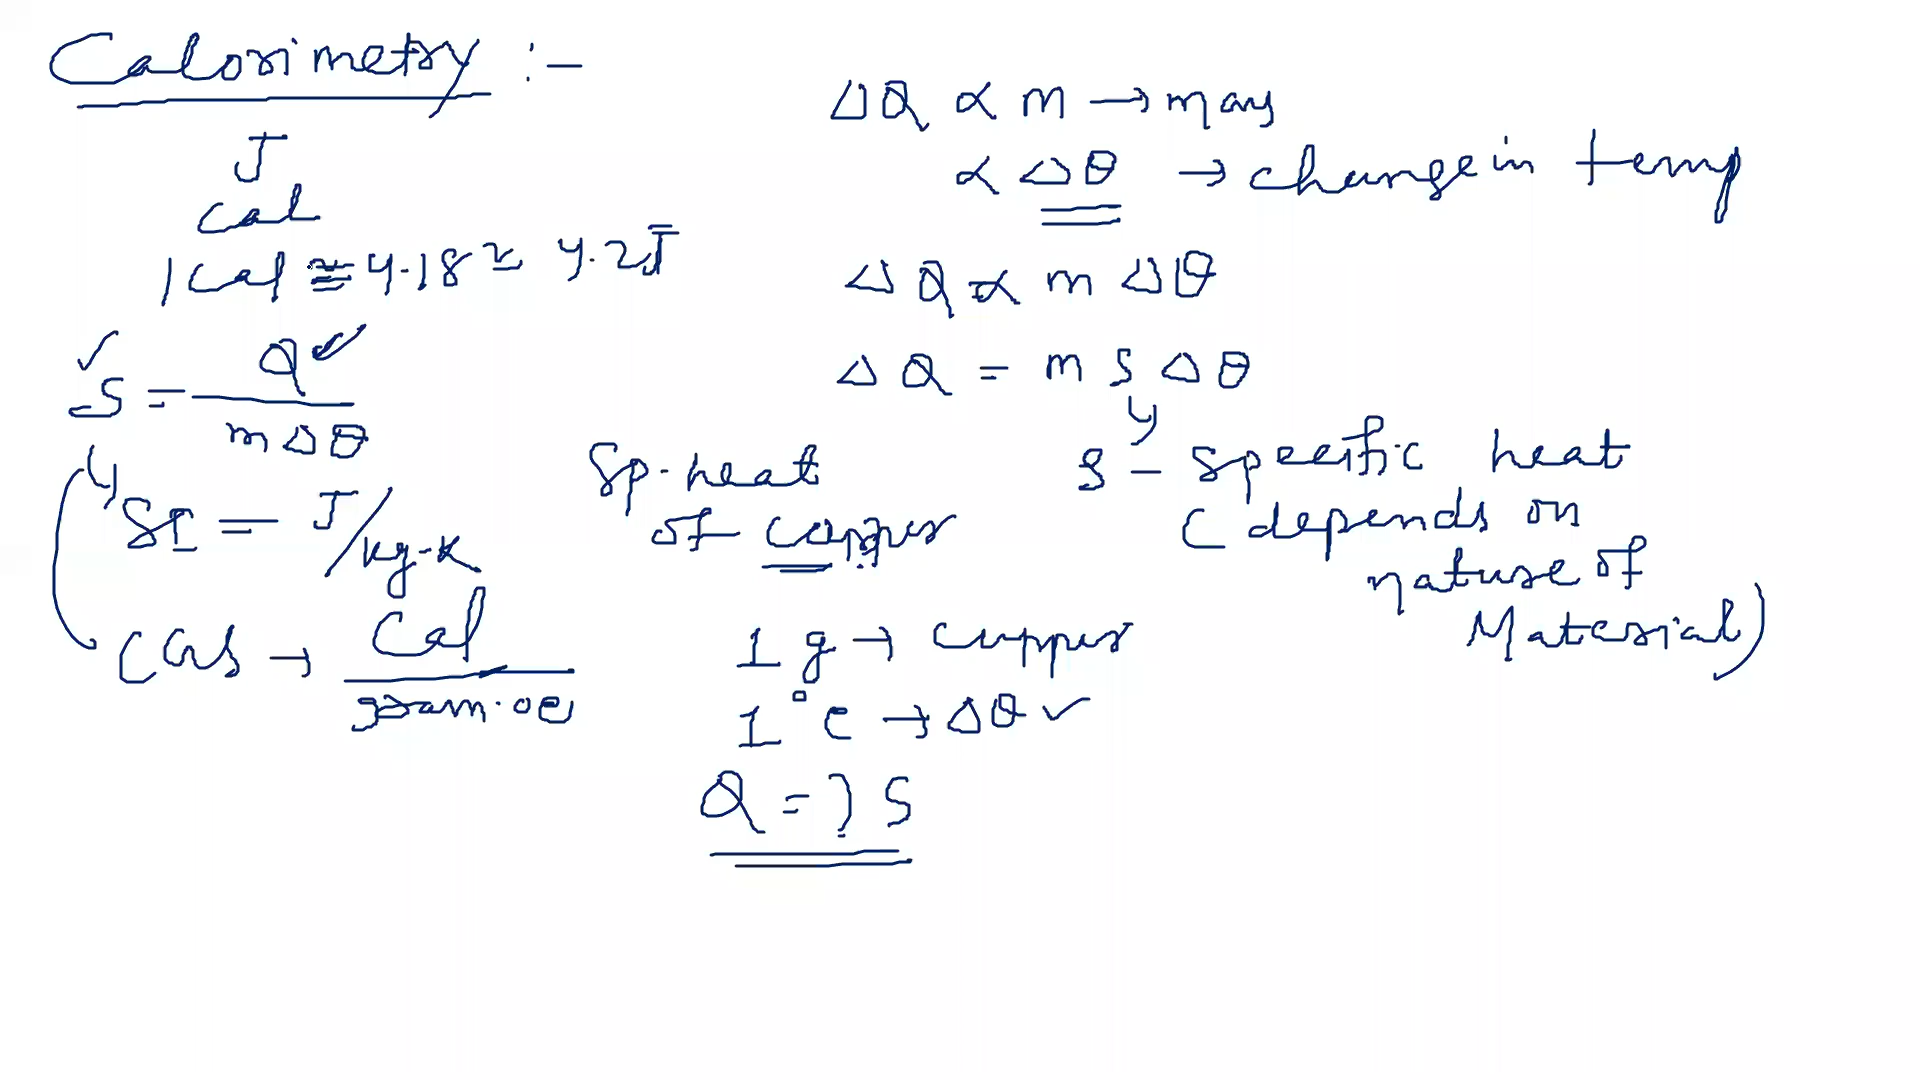 Calorimetry :-
J
Cal
1 Cal ≅ 4.18 ≈ 4.2 J
S = Q / mΔθ
SI = J/kg-K
CGS → Cal / gram·°C
ΔQ ∝ m → mass
∝ Δθ → change in temp
ΔQ ∝ m Δθ
ΔQ = m s Δθ
s - specific heat
(depends on
nature of
Material)
Sp. heat
of copper
1 g → cupper
1°C → Δθ ✓
Q = ? S